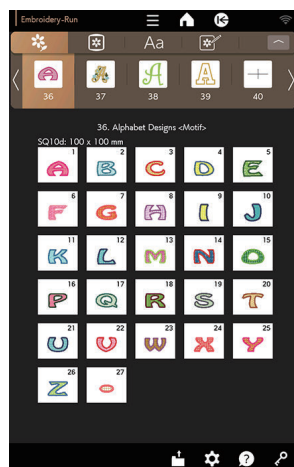 Embroidery-Run
Aa
36 37 38 39 40
36. Alphabet Designs <Motif>
SQ10d: 100 x 100 mm
1 2 3 4 5
A B C D E
6 7 8 9 10
F G H I J
11 12 13 14 15
K L M N O
16 17 18 19 20
P Q R S T
21 22 23 24 25
U V W X Y
26 27
Z